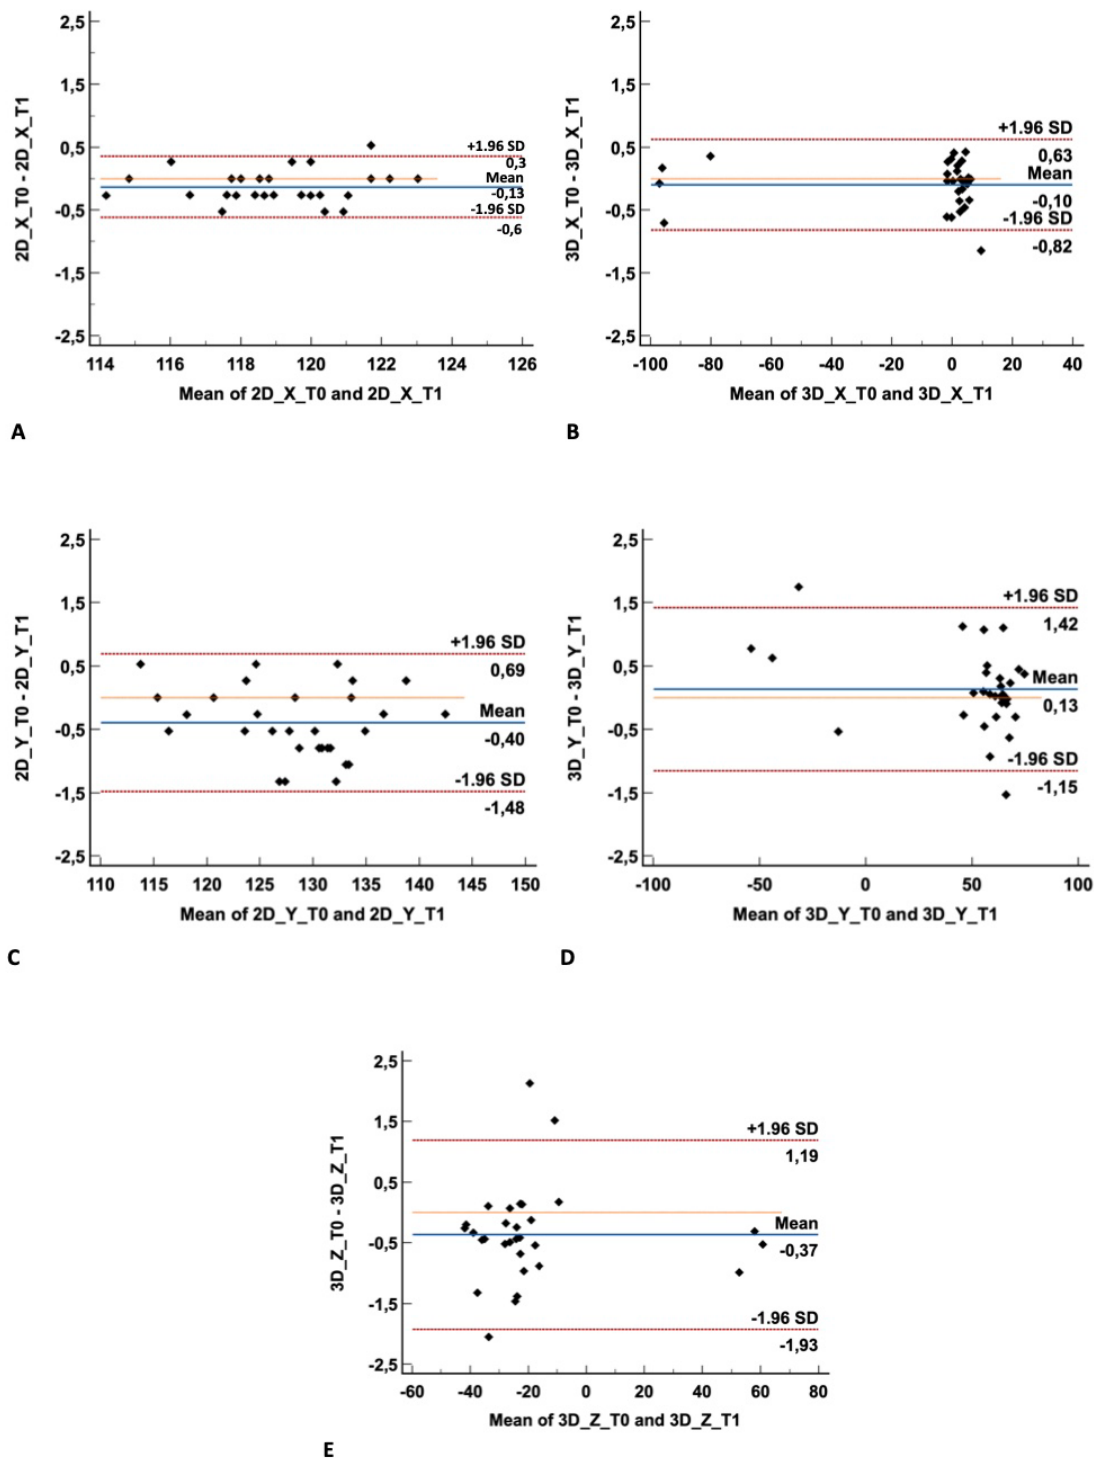 2,5
1,5
0,5
-0,5
-1,5
-2,5
2D_X_T0 - 2D_X_T1
+1.96 SD
0,3
Mean
-0,13
-1.96 SD
-0,6
114 116 118 120 122 124 126
Mean of 2D_X_T0 and 2D_X_T1
A
2,5
1,5
0,5
-0,5
-1,5
-2,5
3D_X_T0 - 3D_X_T1
+1.96 SD
0,63
Mean
-0,10
-1.96 SD
-0,82
-100 -80 -60 -40 -20 0 20 40
Mean of 3D_X_T0 and 3D_X_T1
B
2,5
1,5
0,5
-0,5
-1,5
-2,5
2D_Y_T0 - 2D_Y_T1
+1.96 SD
0,69
Mean
-0,40
-1.96 SD
-1,48
110 115 120 125 130 135 140 145 150
Mean of 2D_Y_T0 and 2D_Y_T1
C
2,5
1,5
0,5
-0,5
-1,5
-2,5
3D_Y_T0 - 3D_Y_T1
+1.96 SD
1,42
Mean
0,13
-1.96 SD
-1,15
-100 -50 0 50 100
Mean of 3D_Y_T0 and 3D_Y_T1
D
2,5
1,5
0,5
-0,5
-1,5
-2,5
3D_Z_T0 - 3D_Z_T1
+1.96 SD
1,19
Mean
-0,37
-1.96 SD
-1,93
-60 -40 -20 0 20 40 60 80
Mean of 3D_Z_T0 and 3D_Z_T1
E